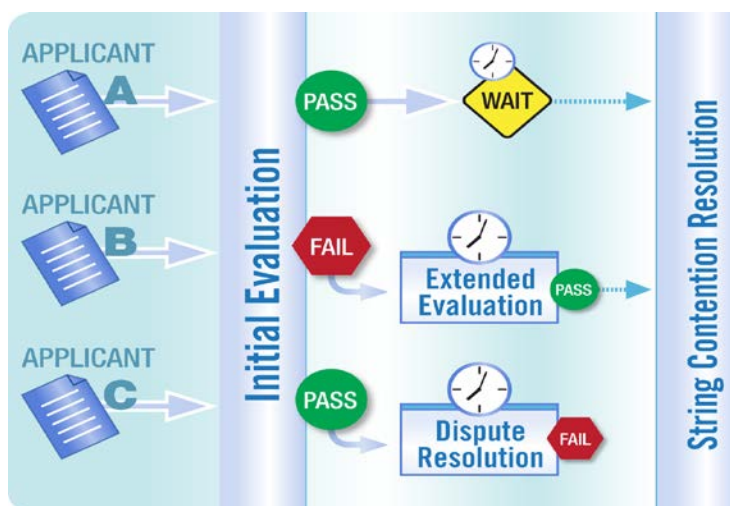 APPLICANT
A
PASS
WAIT
APPLICANT
B
FAIL
Extended
Evaluation
PASS
APPLICANT
C
PASS
Dispute
Resolution
FAIL
Initial Evaluation
String Contention Resolution